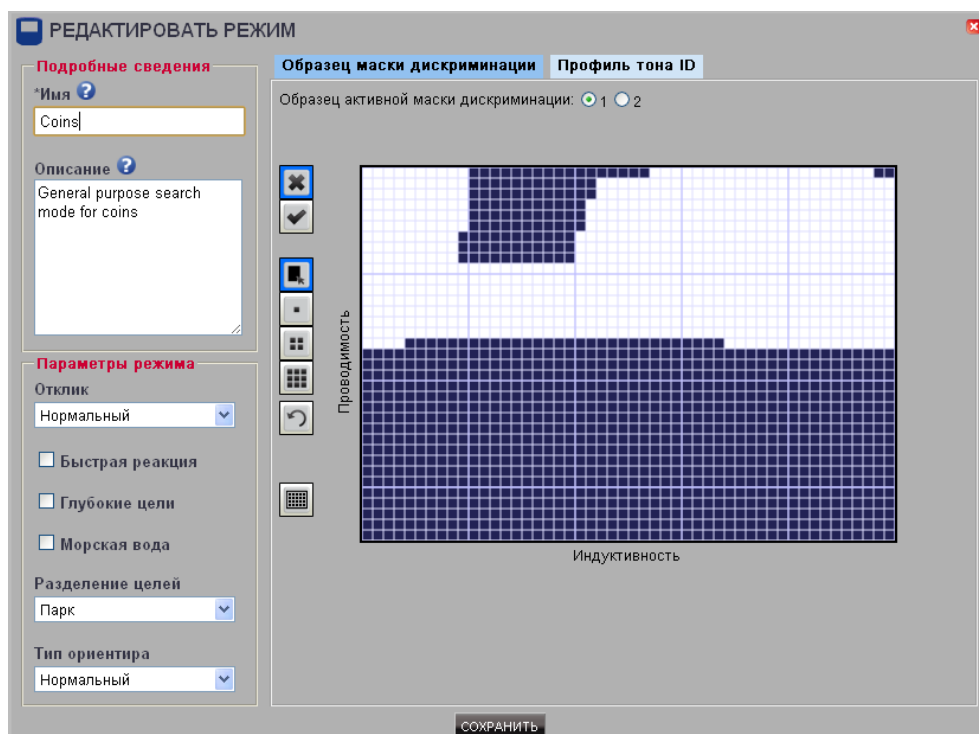 РЕДАКТИРОВАТЬ РЕЖИМ
Подробные сведения
*Имя ?
Coins
Описание ?
General purpose search
mode for coins
Параметры режима
Отклик
Нормальный
Быстрая реакция
Глубокие цели
Морская вода
Разделение целей
Парк
Тип ориентира
Нормальный
Образец маски дискриминации
Профиль тона ID
Образец активной маски дискриминации: 1 2
Проводимость
Индуктивность
СОХРАНИТЬ